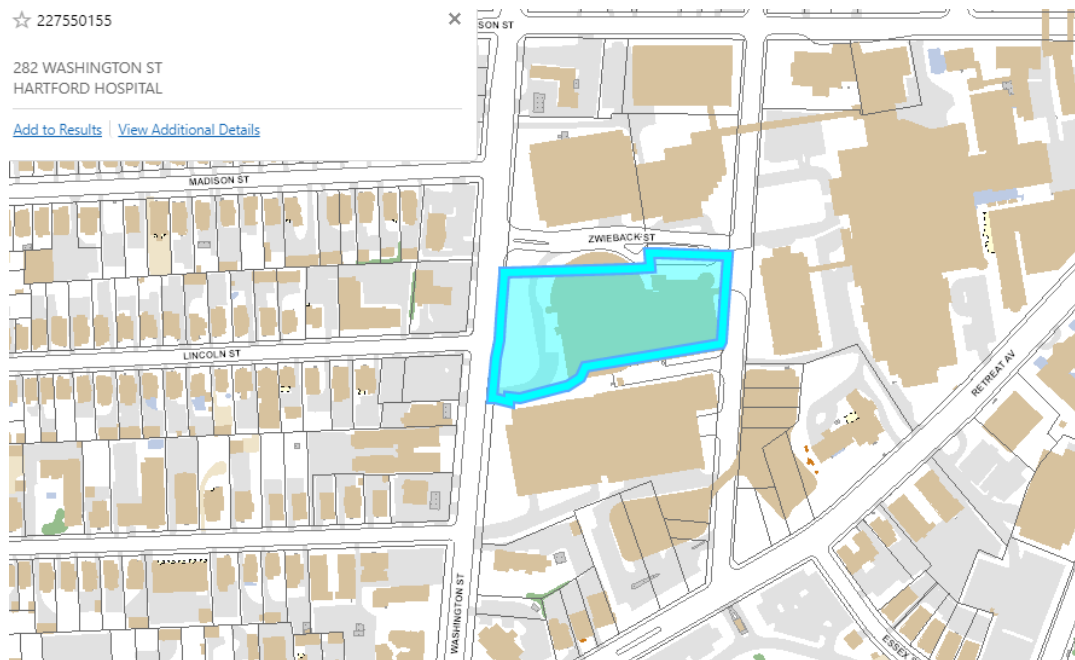 227550155
282 WASHINGTON ST
HARTFORD HOSPITAL
Add to Results View Additional Details
SON ST
MADISON ST
ZWIEBACK ST
LINCOLN ST
RETREAT AV
WASHINGTON ST
ESSEX S